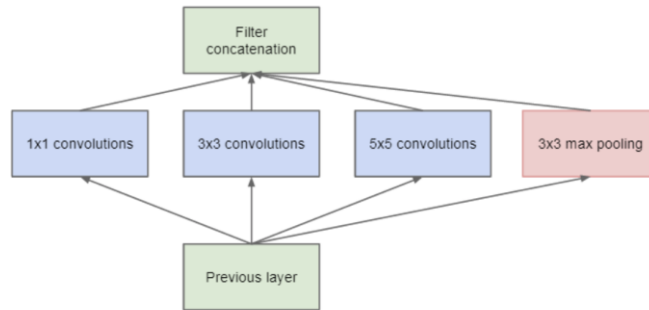 Filter
concatenation
1x1 convolutions
3x3 convolutions
5x5 convolutions
3x3 max pooling
Previous layer